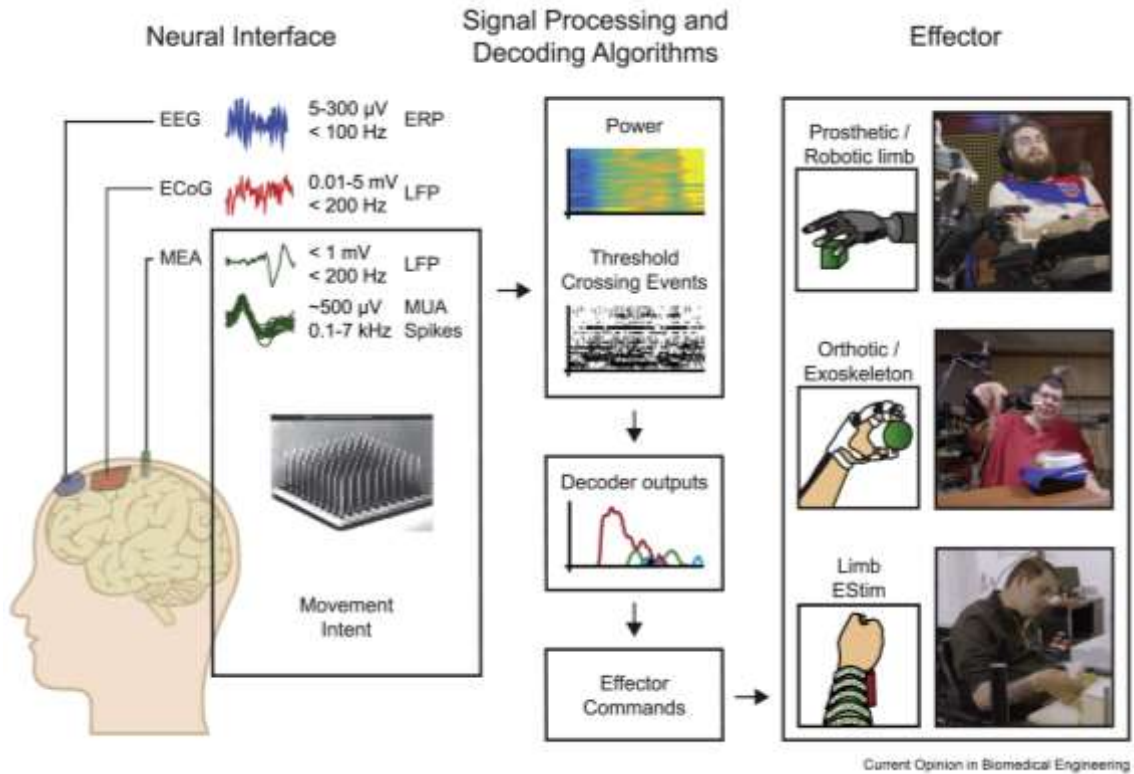 Neural Interface
Signal Processing and
Decoding Algorithms
Effector
EEG
5-300 µV
< 100 Hz
ERP
ECoG
0.01-5 mV
< 200 Hz
LFP
MEA
< 1 mV
< 200 Hz
LFP
~500 µV
0.1-7 kHz
MUA
Spikes
Movement
Intent
Power
Threshold
Crossing Events
Decoder outputs
Effector
Commands
Prosthetic /
Robotic limb
Orthotic /
Exoskeleton
Limb
EStim
Current Opinion in Biomedical Engineering